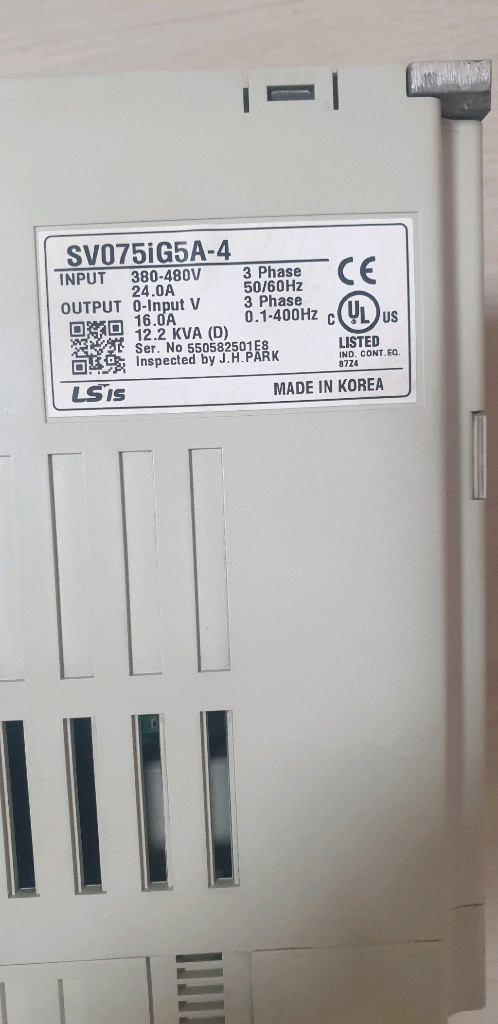 SV075iG5A-4
INPUT 380-480V 3 Phase
24.0A 50/60Hz
OUTPUT 0-Input V 3 Phase
16.0A 0.1-400Hz
12.2 KVA (D)
Ser. No 550582501E8
Inspected by J.H.PARK
CE
C UL US
LISTED
IND. CONT.EQ.
87Z4
LS IS MADE IN KOREA